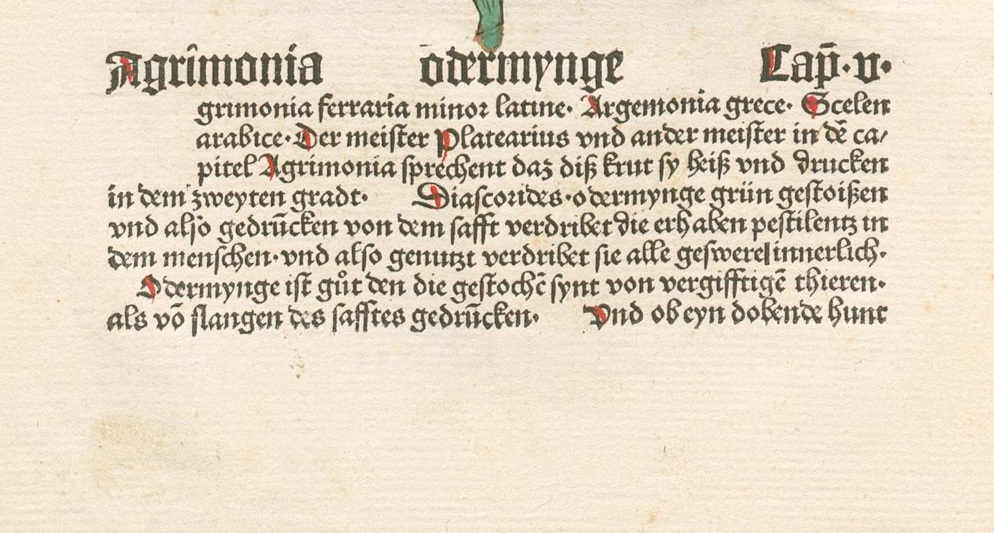 Agrimonia odermynge Cap̄·v·
grimonia ferraria minor latine· Argemonia grece· Scelen
arabice· Der meister Platearius vnd ander meister in dē ca/
pitel Agrimonia sprechent daz diß krut sy heiß vnd drucken
in dem zweyten gradt· Diascorides·odermynge grün gestoißen
vnd also gedrūcken von dem safft verdribet die erhaben pestilentz in
dem menschen·vnd also genutzt verdribet sie alle geswere innerlich·
Odermynge ist gůt den die gestochē synt von vergifftigē thieren·
als vō slangen des safftes gedrūcken· Vnd ob eyn dobende hunt